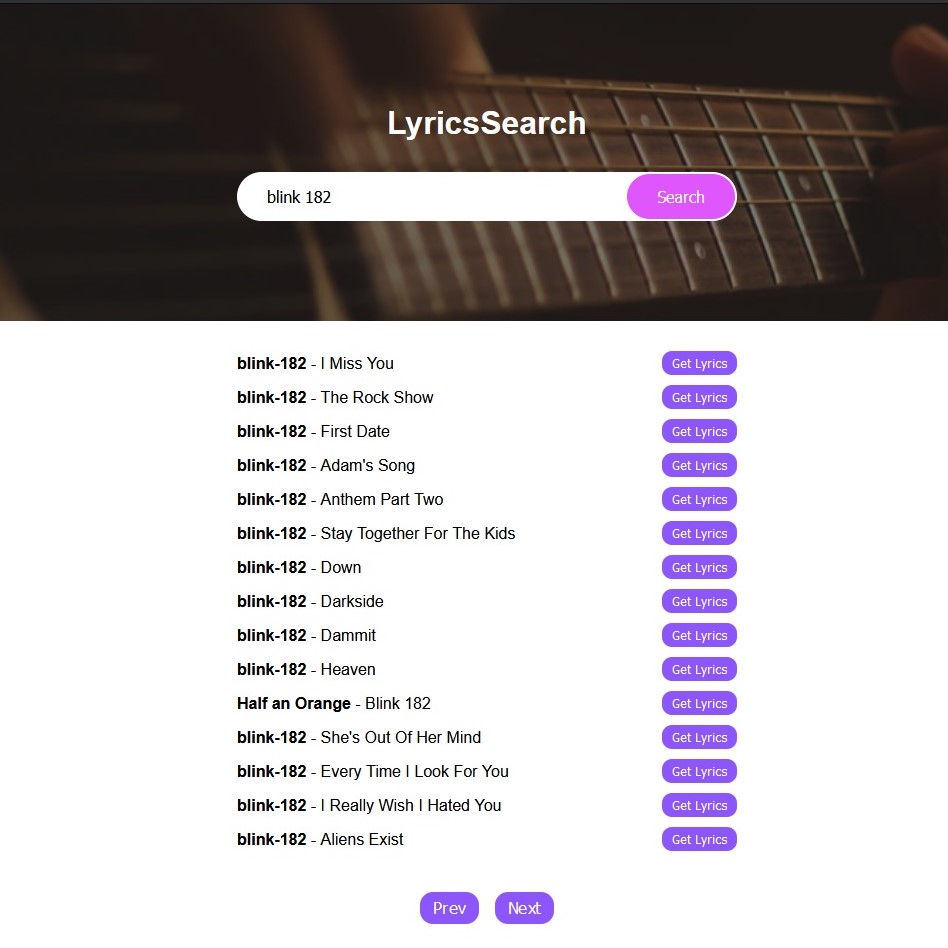 LyricsSearch
blink 182 Search
blink-182 - I Miss You Get Lyrics
blink-182 - The Rock Show Get Lyrics
blink-182 - First Date Get Lyrics
blink-182 - Adam's Song Get Lyrics
blink-182 - Anthem Part Two Get Lyrics
blink-182 - Stay Together For The Kids Get Lyrics
blink-182 - Down Get Lyrics
blink-182 - Darkside Get Lyrics
blink-182 - Dammit Get Lyrics
blink-182 - Heaven Get Lyrics
Half an Orange - Blink 182 Get Lyrics
blink-182 - She's Out Of Her Mind Get Lyrics
blink-182 - Every Time I Look For You Get Lyrics
blink-182 - I Really Wish I Hated You Get Lyrics
blink-182 - Aliens Exist Get Lyrics
Prev Next